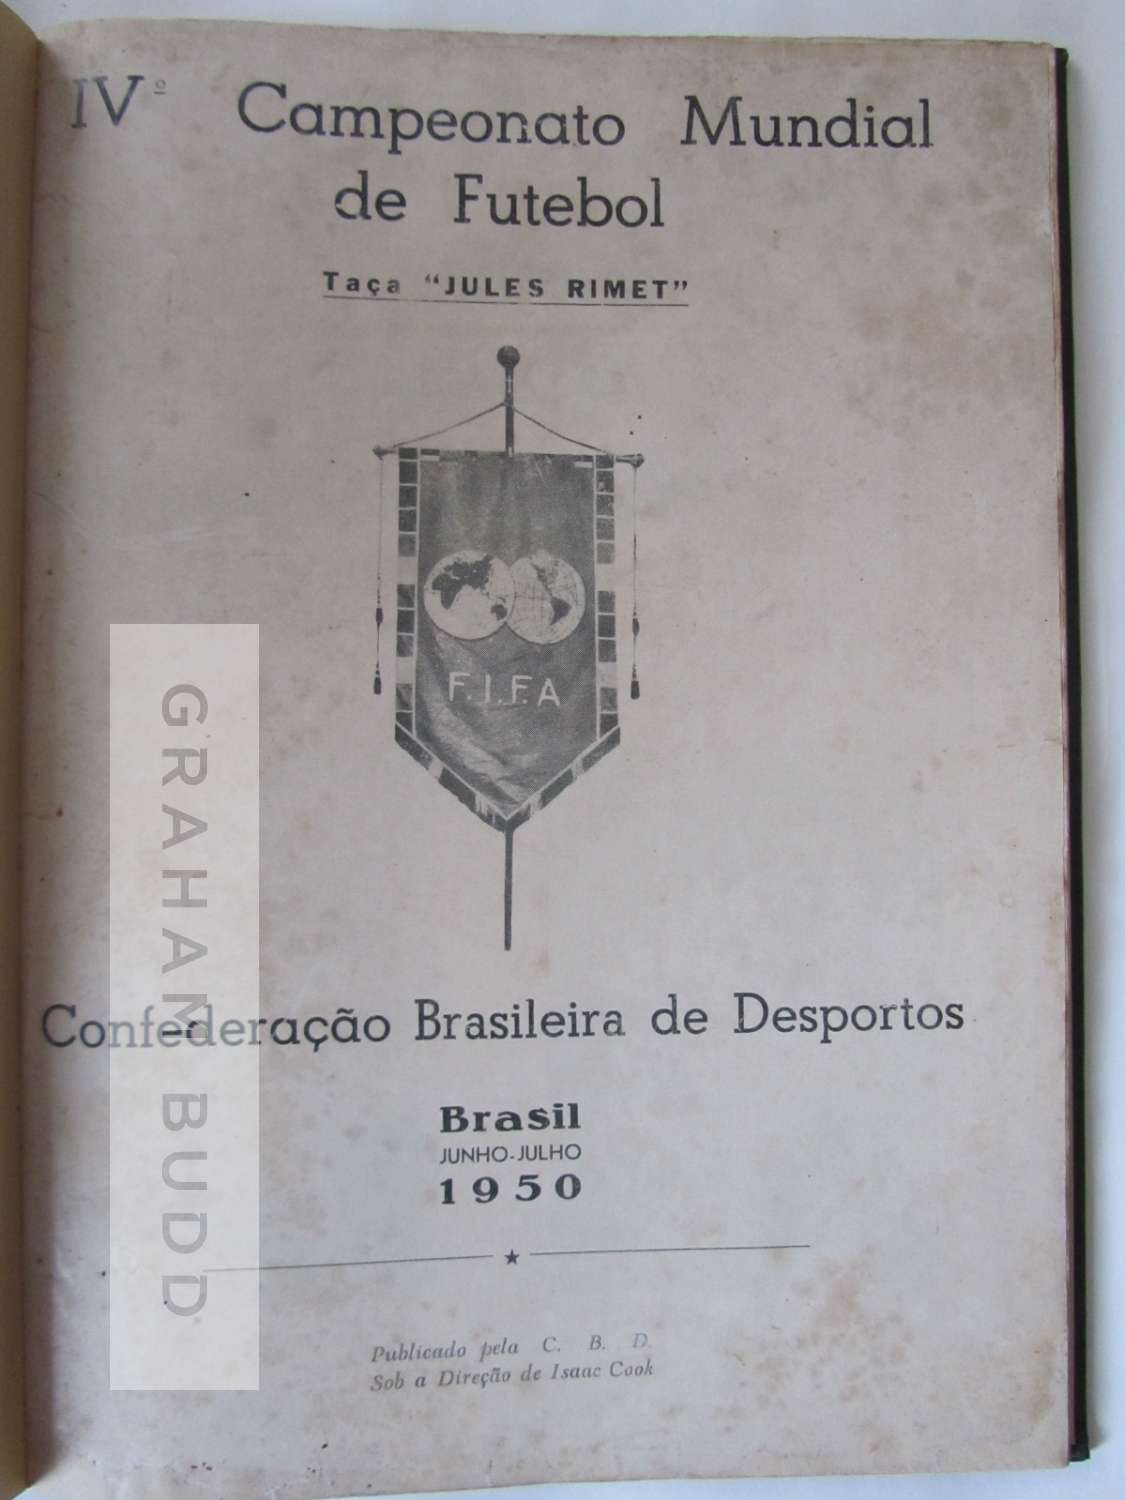 IVº Campeonato Mundial
de Futebol
Taça "JULES RIMET"
F.I.F.A
Confederação Brasileira de Desportos
Brasil
JUNHO-JULHO
1950
Publicado pela C. B. D.
Sob a Direção de Isaac Cook
GRAHAM BUDD